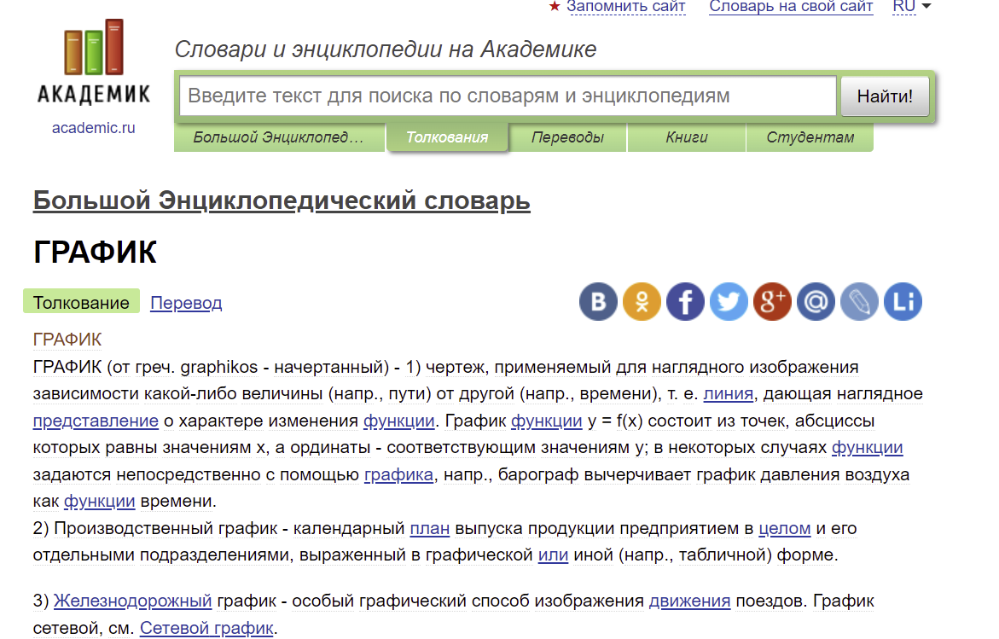 ★ Запомнить сайт Словарь на свой сайт RU
Словари и энциклопедии на Академике
АКАДЕМИК
academic.ru
Введите текст для поиска по словарям и энциклопедиям Найти!
Большой Энциклопед… Толкования Переводы Книги Студентам
Большой Энциклопедический словарь
ГРАФИК
Толкование Перевод
B f g+ @ Li
ГРАФИК
ГРАФИК (от греч. graphikos - начертанный) - 1) чертеж, применяемый для наглядного изображения
зависимости какой-либо величины (напр., пути) от другой (напр., времени), т. е. линия, дающая наглядное
представление о характере изменения функции. График функции y = f(x) состоит из точек, абсциссы
которых равны значениям x, а ординаты - соответствующим значениям y; в некоторых случаях функции
задаются непосредственно с помощью графика, напр., барограф вычерчивает график давления воздуха
как функции времени.
2) Производственный график - календарный план выпуска продукции предприятием в целом и его
отдельными подразделениями, выраженный в графической или иной (напр., табличной) форме.
3) Железнодорожный график - особый графический способ изображения движения поездов. График
сетевой, см. Сетевой график.